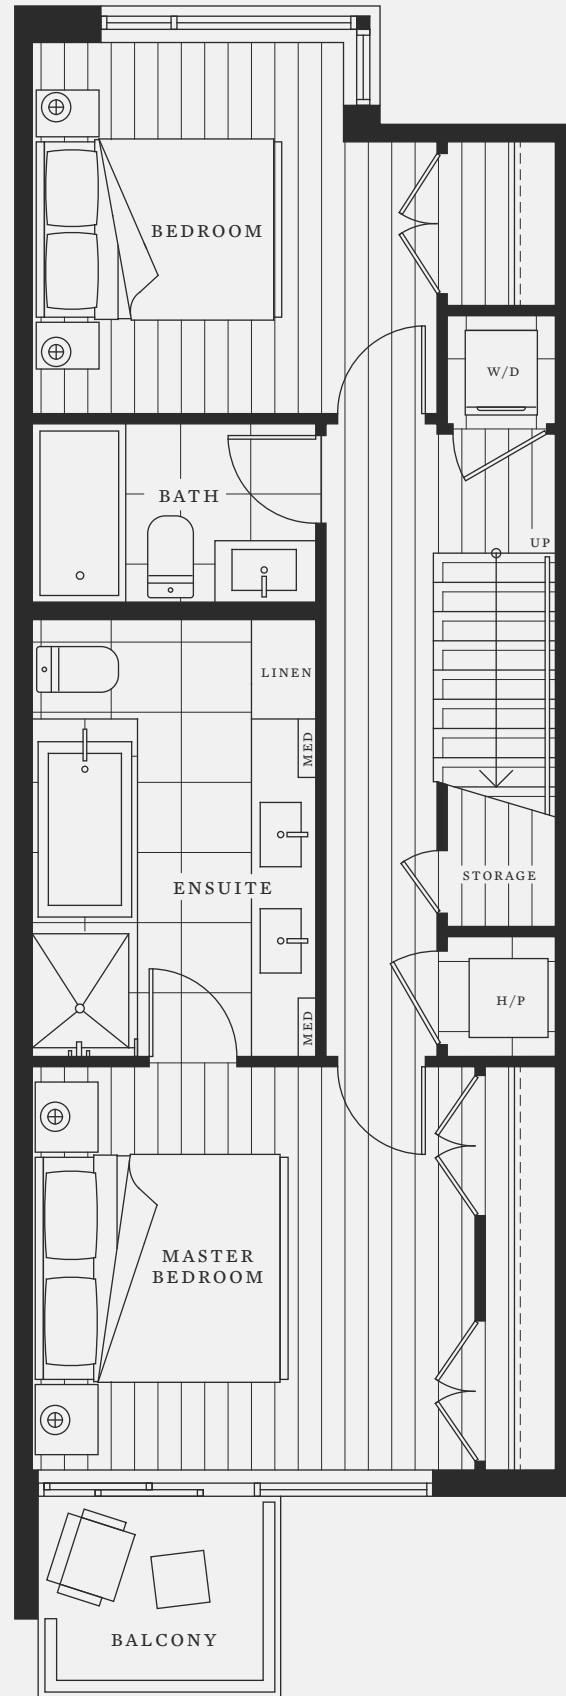 BEDROOM
W/D
BATH
UP
LINEN
MED
STORAGE
ENSUITE
H/P
MED
MASTER
BEDROOM
BALCONY